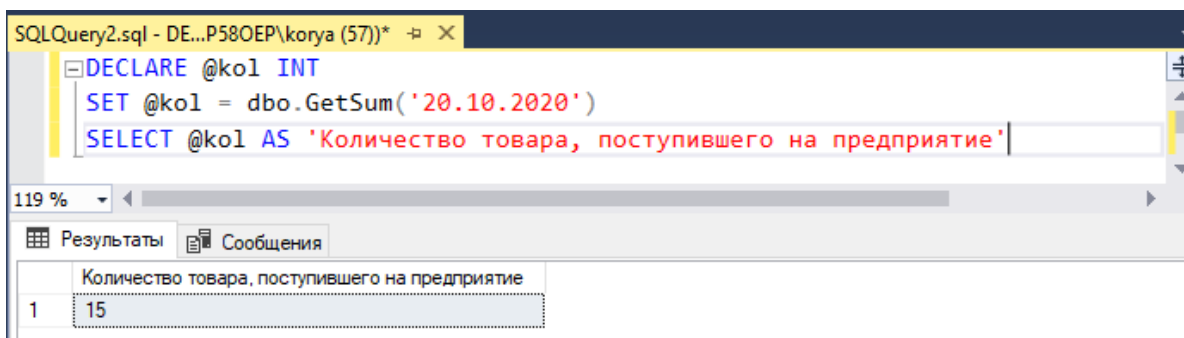 SQLQuery2.sql - DE...P58OEP\korya (57))*
DECLARE @kol INT
SET @kol = dbo.GetSum('20.10.2020')
SELECT @kol AS 'Количество товара, поступившего на предприятие'
119 %
Результаты Сообщения
Количество товара, поступившего на предприятие
1 15